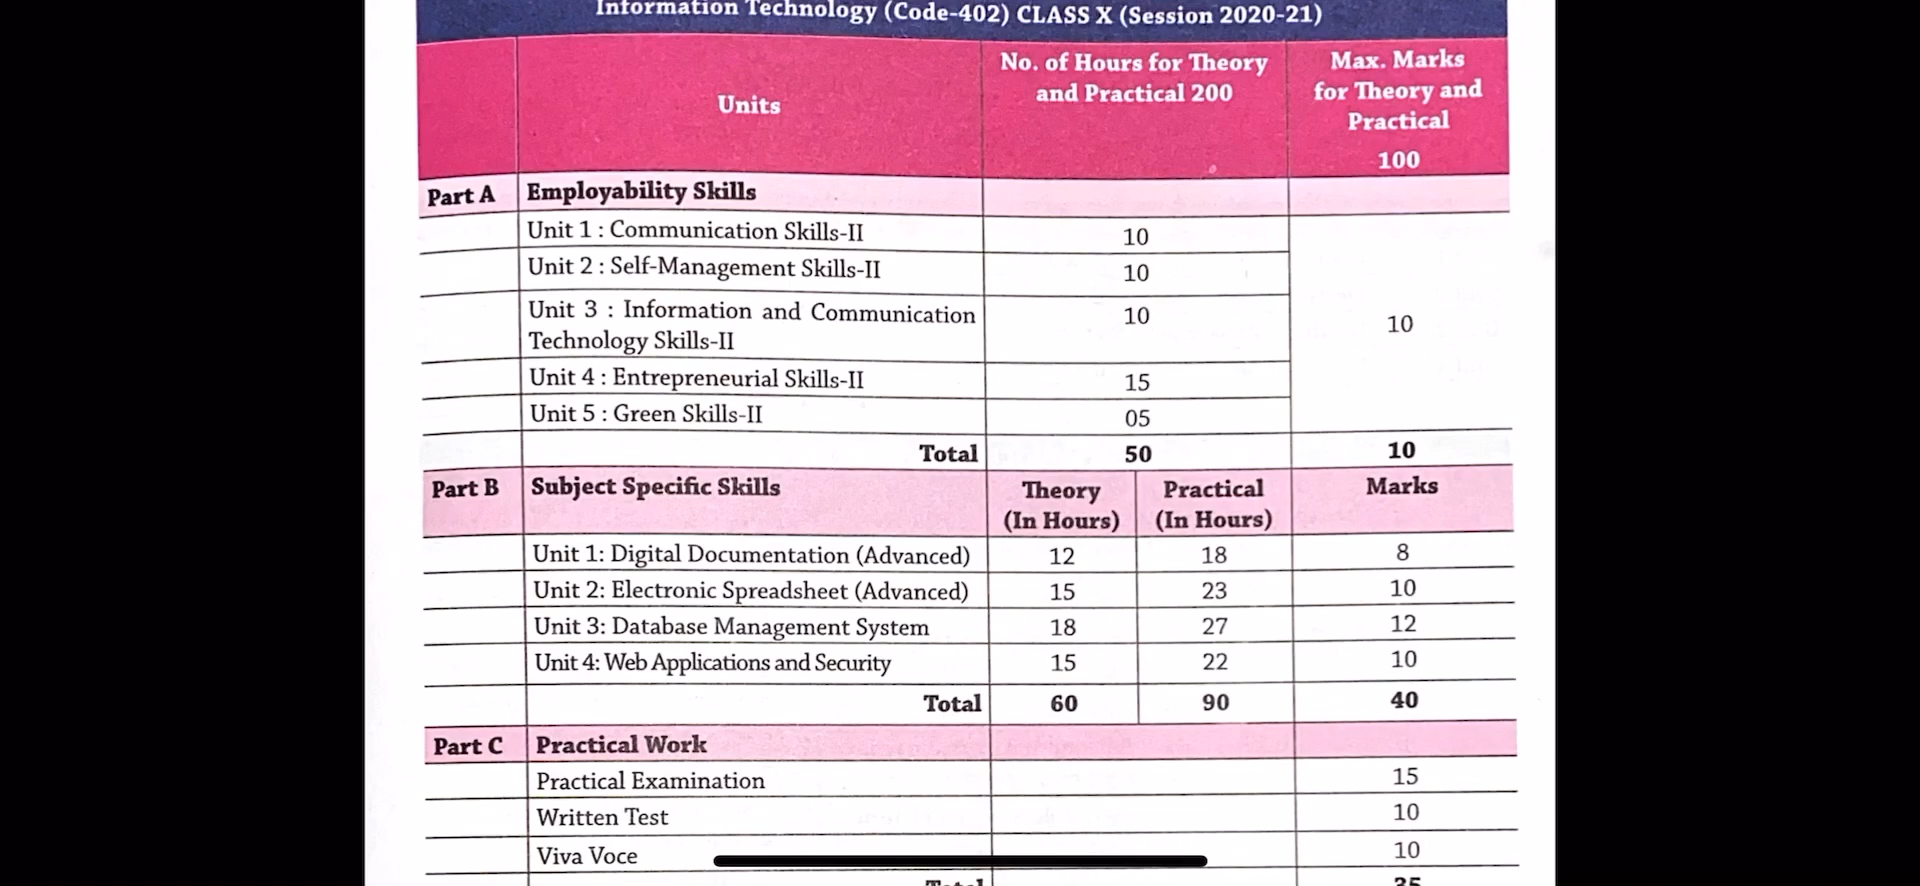 Information Technology (Code-402) CLASS X (Session 2020-21)
Units
No. of Hours for Theory
and Practical 200
Max. Marks
for Theory and
Practical
100
Part A Employability Skills
Unit 1 : Communication Skills-II 10
Unit 2 : Self-Management Skills-II 10
Unit 3 : Information and Communication 10
Technology Skills-II
10
Unit 4 : Entrepreneurial Skills-II 15
Unit 5 : Green Skills-II 05
Total 50 10
Part B Subject Specific Skills
Theory
(In Hours)
Practical
(In Hours)
Marks
Unit 1: Digital Documentation (Advanced) 12 18 8
Unit 2: Electronic Spreadsheet (Advanced) 15 23 10
Unit 3: Database Management System 18 27 12
Unit 4: Web Applications and Security 15 22 10
Total 60 90 40
Part C Practical Work
Practical Examination 15
Written Test 10
Viva Voce 10